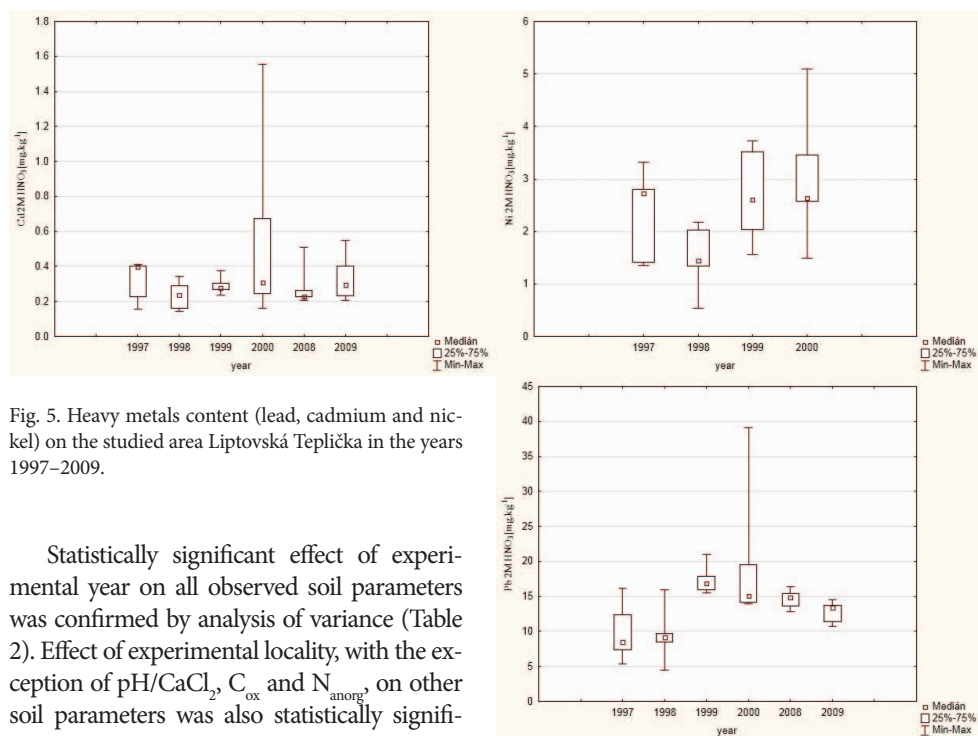 1.8
1.6
1.4
1.2
1.0
0.8
0.6
0.4
0.2
0.0
Cd 2M HNO₃ [mg.kg⁻¹]
1997 1998 1999 2000 2008 2009
year
Medián
25%-75%
Min-Max
6
5
4
3
2
1
0
Ni 2M HNO₃ [mg.kg⁻¹]
1997 1998 1999 2000
year
Medián
25%-75%
Min-Max
Fig. 5. Heavy metals content (lead, cadmium and nic-
kel) on the studied area Liptovská Teplička in the years
1997–2009.
45
40
35
30
25
20
15
10
5
0
Pb 2M HNO₃ [mg.kg⁻¹]
1997 1998 1999 2000 2008 2009
year
Medián
25%-75%
Min-Max
Statistically significant effect of experi-
mental year on all observed soil parameters
was confirmed by analysis of variance (Table
2). Effect of experimental locality, with the ex-
ception of pH/CaCl₂, Cox and Nanorg, on other
soil parameters was also statistically signifi-